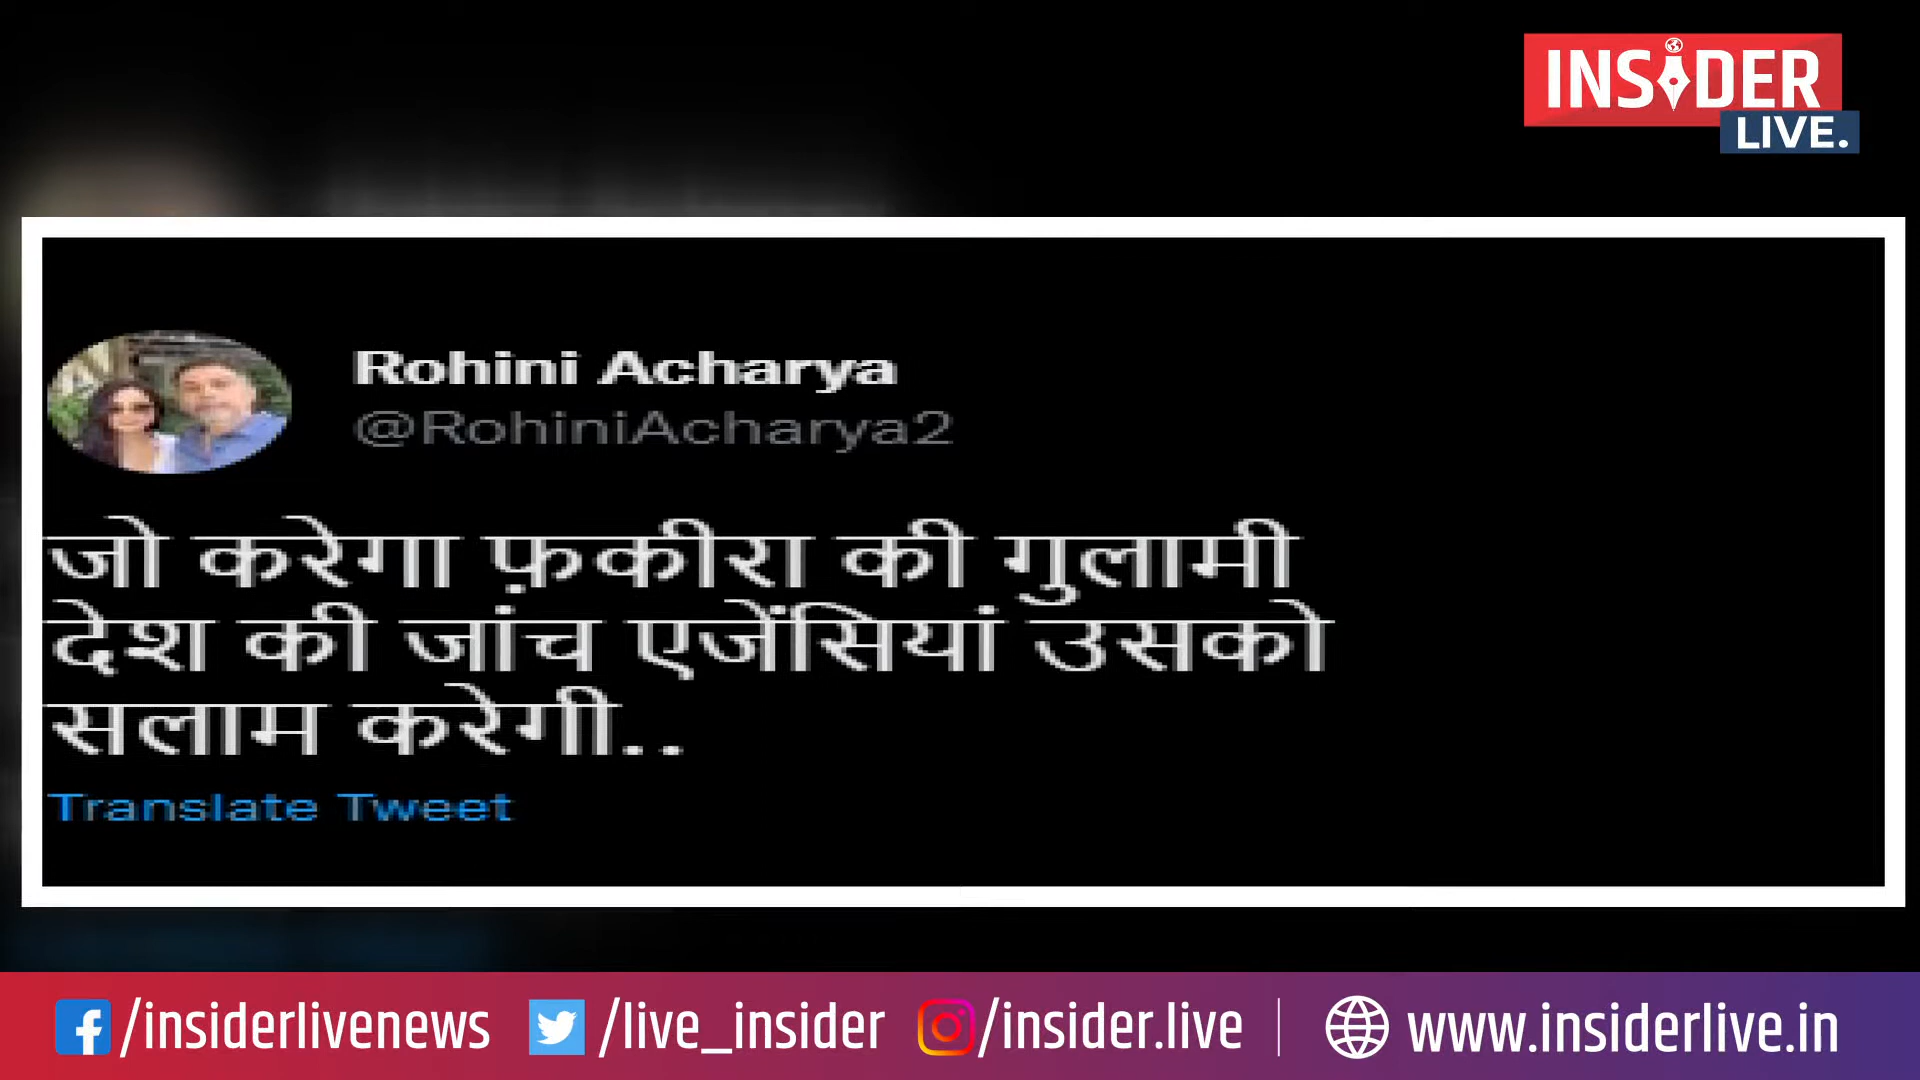 INSiDER
LIVE.
Rohini Acharya
@RohiniAcharya2
जो करेगा फ़कीरा की गुलामी
देश की जांच एजेंसियां उसको
सलाम करेगी..
Translate Tweet
/insiderlivenews /live_insider /insider.live www.insiderlive.in